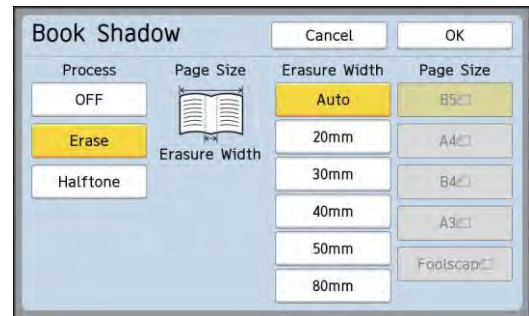 Book Shadow
Cancel
OK
Process
OFF
Erase
Halftone
Page Size
Erasure Width
Erasure Width
Auto
20mm
30mm
40mm
50mm
80mm
Page Size
B5
A4
B4
A3
Foolscap